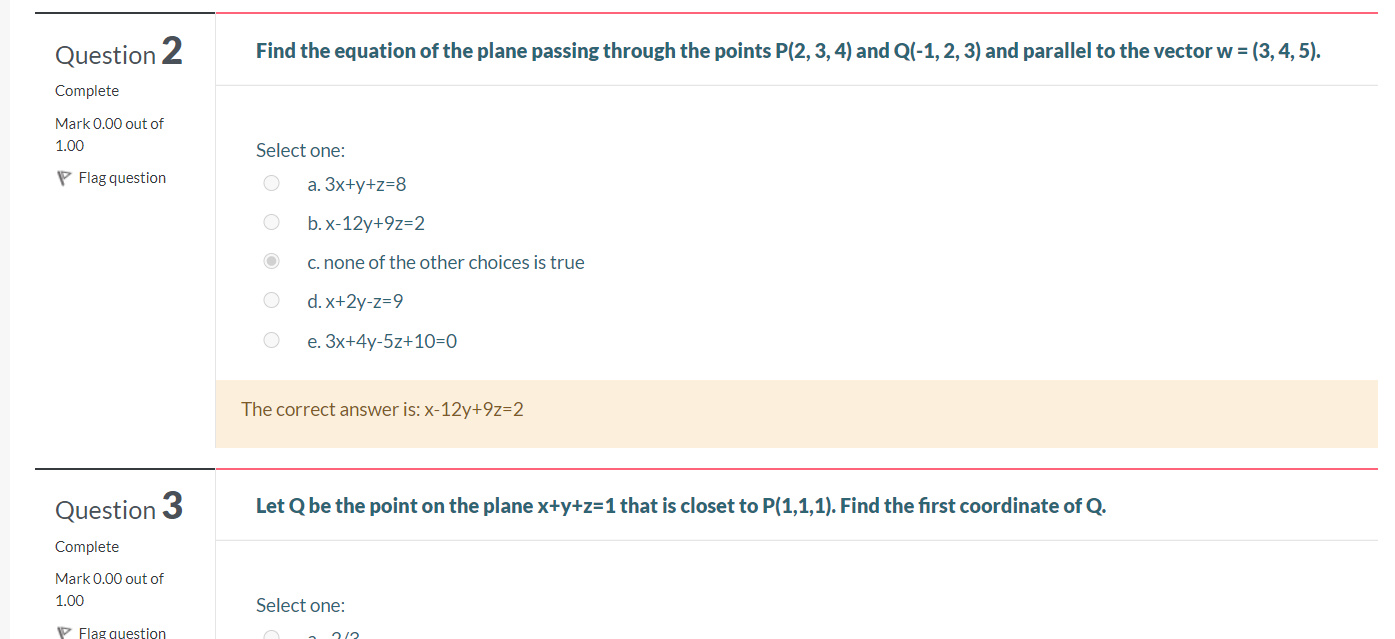 Question 2
Complete
Mark 0.00 out of
1.00
Flag question
Find the equation of the plane passing through the points P(2, 3, 4) and Q(-1, 2, 3) and parallel to the vector w = (3, 4, 5).
Select one:
a. 3x+y+z=8
b. x-12y+9z=2
c. none of the other choices is true
d. x+2y-z=9
e. 3x+4y-5z+10=0
The correct answer is: x-12y+9z=2
Question 3
Complete
Mark 0.00 out of
1.00
Flag question
Let Q be the point on the plane x+y+z=1 that is closet to P(1,1,1). Find the first coordinate of Q.
Select one: